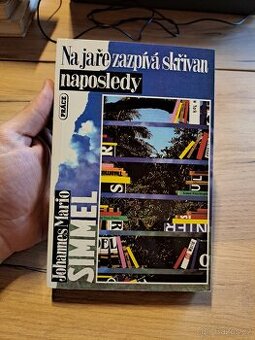 Na jaře zazpívá skřivan
naposledy
PRÁCE
Johannes Mario
SIMMEL